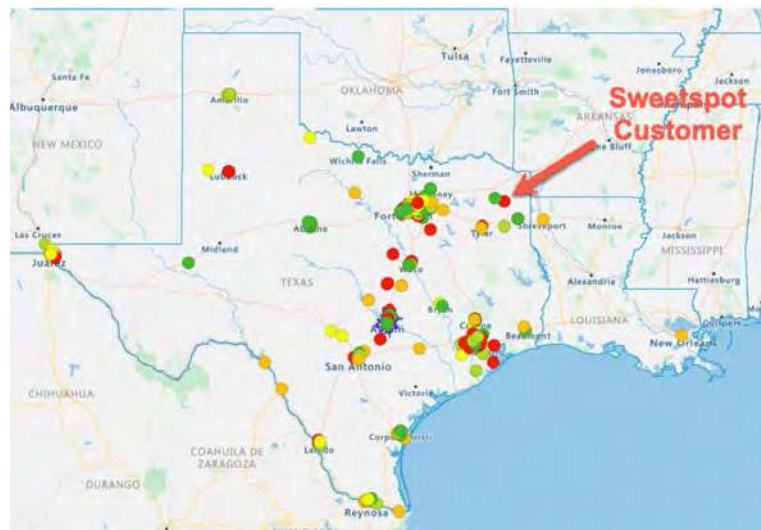 Tulsa
Fayetteville
Santa Fe
Jonesboro
Jackson
Albuquerque
Amarillo
OKLAHOMA
Fort Smith
Sweetspot
Customer
ARKANSAS
NEW MEXICO
Lawton
Wichita Falls
Sherman
Lubbock
Fort
Las Cruces
Abilene
Tyler
Shreveport
Monroe
Jackson
Juárez
Midland
MISSISSIPPI
Waco
TEXAS
Alexandria
Hattiesburg
Bryan
LOUISIANA
Beaumont
New Orleans
San Antonio
CHIHUAHUA
Victoria
COAHUILA DE
ZARAGOZA
Laredo
DURANGO
Reynosa